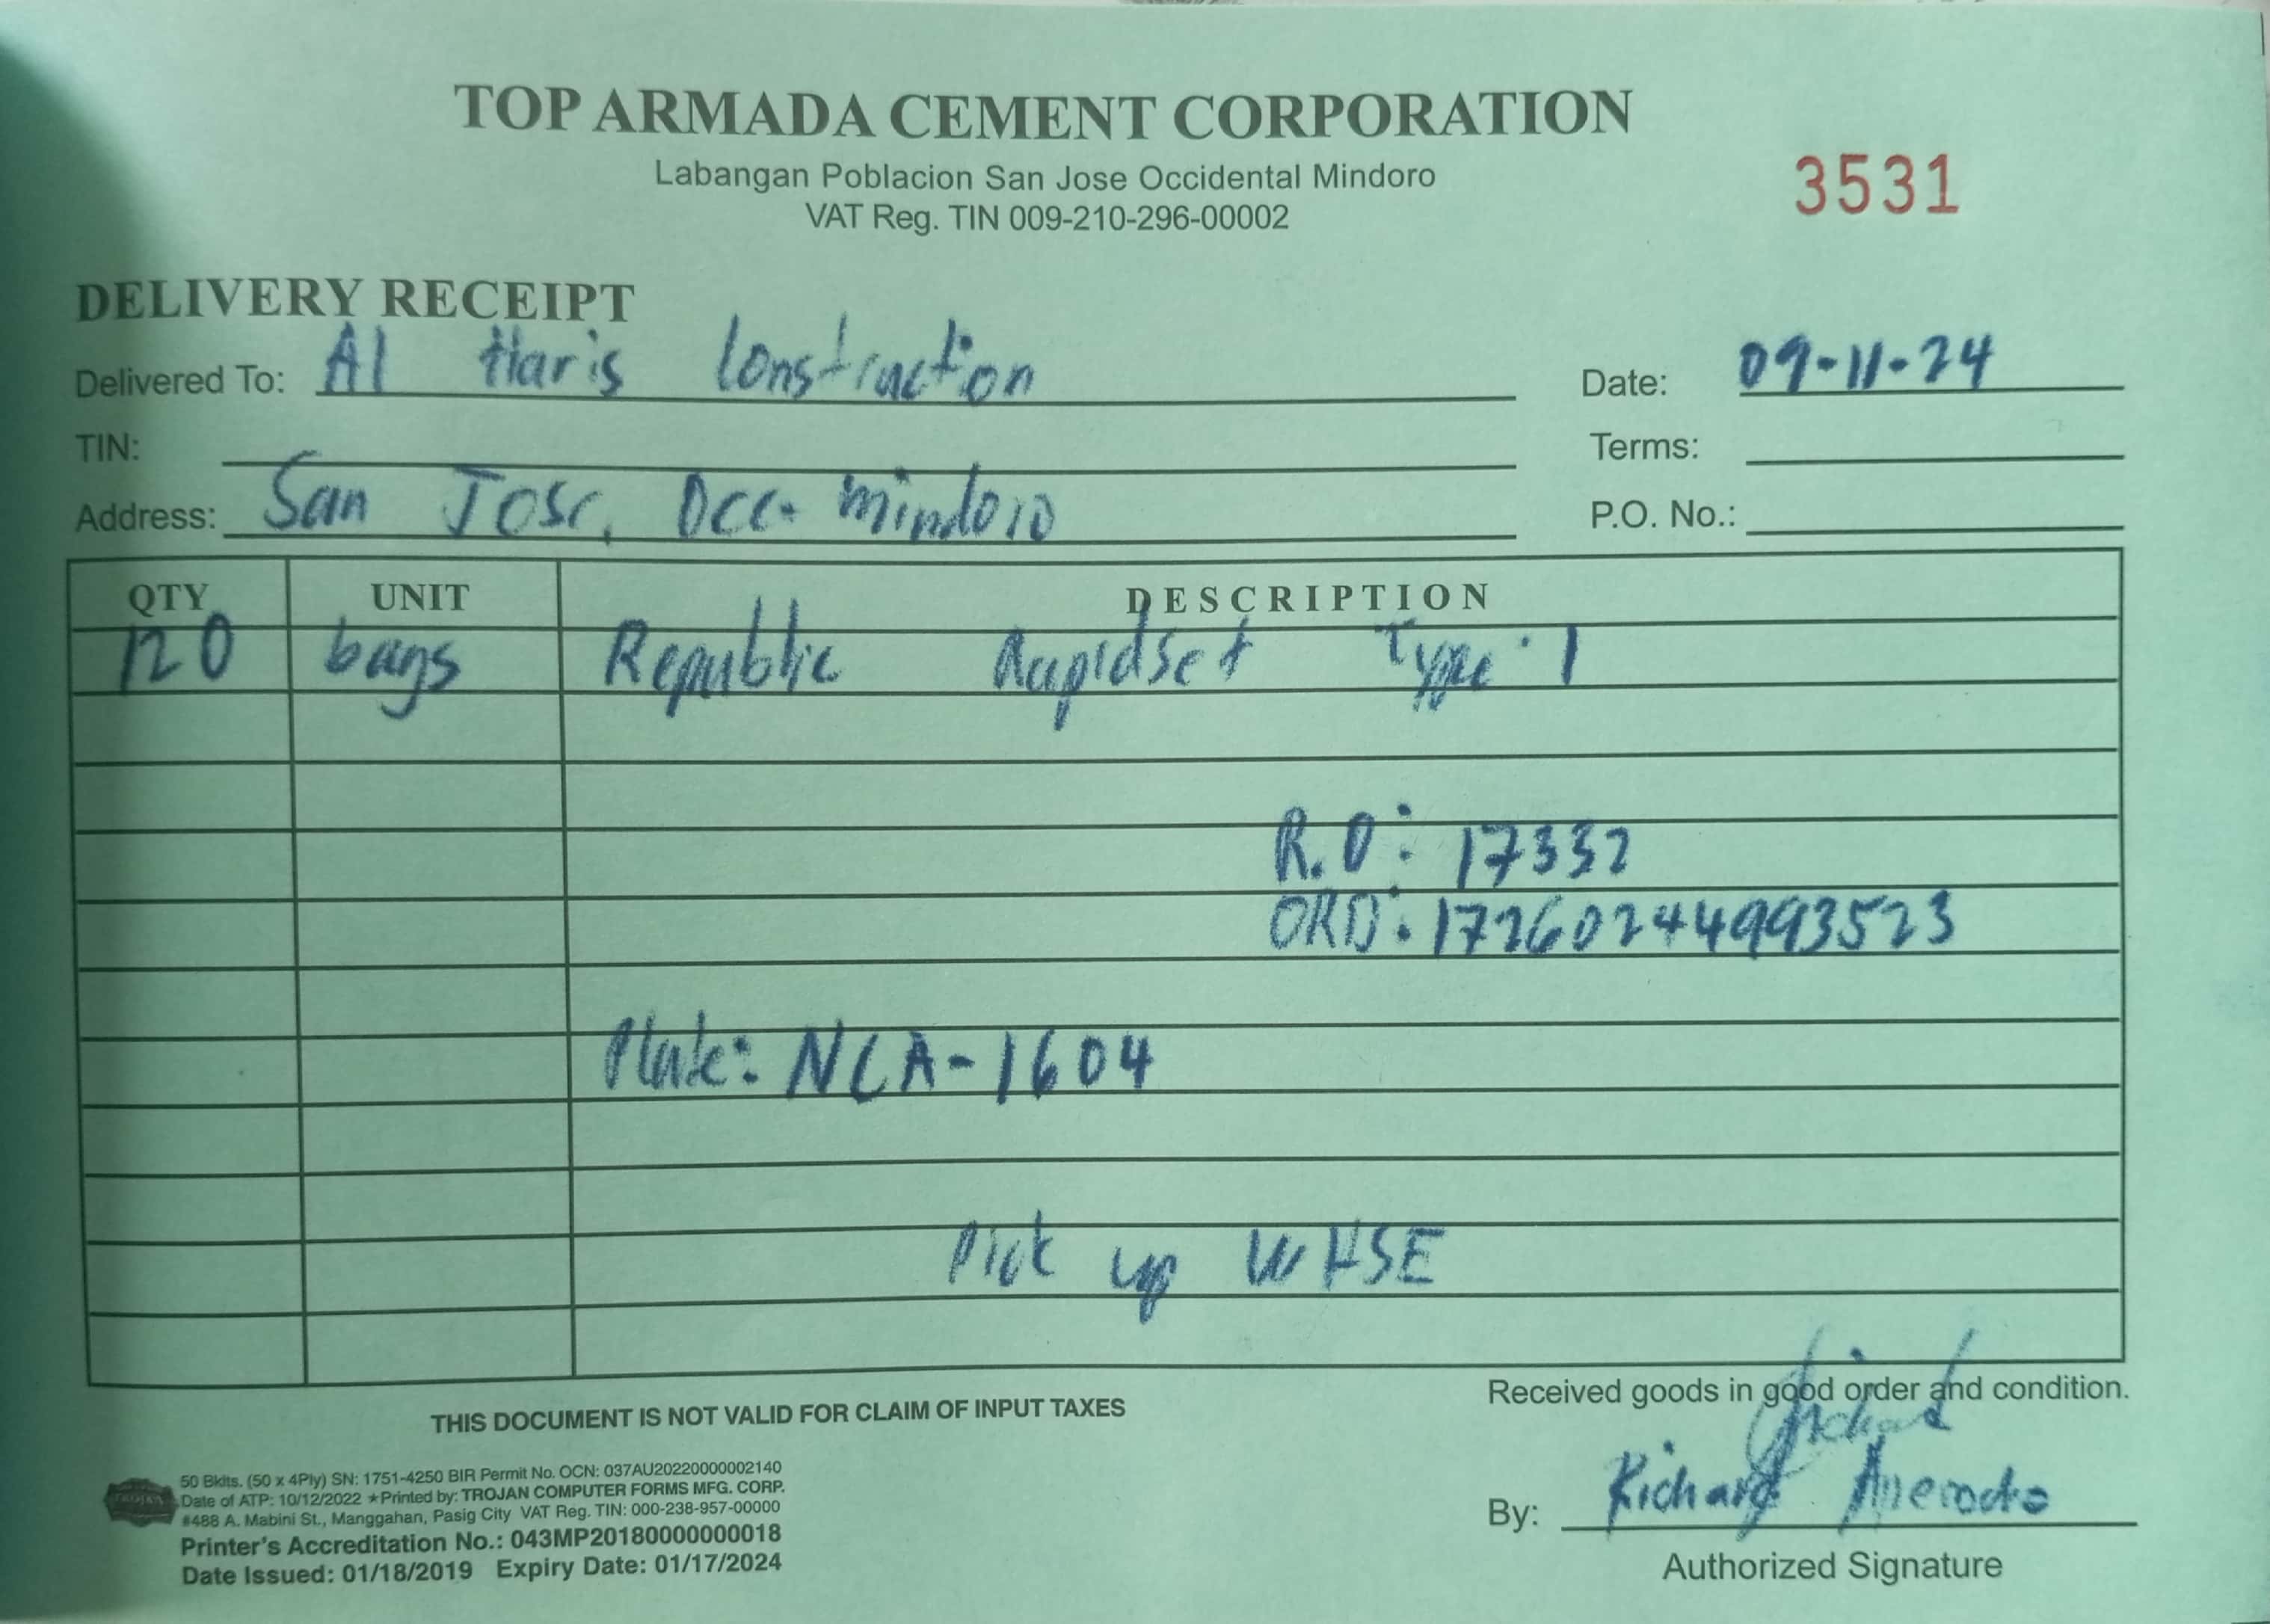 TOP ARMADA CEMENT CORPORATION
Labangan Poblacion San Jose Occidental Mindoro
VAT Reg. TIN 009-210-296-00002
3531
DELIVERY RECEIPT
Delivered To: Al Haris Construction
Date: 09-11-24
TIN:
Terms:
Address: San Jose, Occ. Mindoro
P.O. No.:
QTY UNIT DESCRIPTION
120 bags Republic Rapidset Type 1
R.O: 17332
ORD: 17260244993523
Plate: NCA-1604
Pick up WHSE
THIS DOCUMENT IS NOT VALID FOR CLAIM OF INPUT TAXES
Received goods in good order and condition.
50 Bklts. (50 x 4Ply) SN: 1751-4250 BIR Permit No. OCN: 037AU20220000002140
Date of ATP: 10/12/2022 ★Printed by: TROJAN COMPUTER FORMS MFG. CORP.
#488 A. Mabini St., Manggahan, Pasig City VAT Reg. TIN: 000-238-957-00000
Printer's Accreditation No.: 043MP20180000000018
Date Issued: 01/18/2019 Expiry Date: 01/17/2024
TROJAN
By: Richard
Authorized Signature